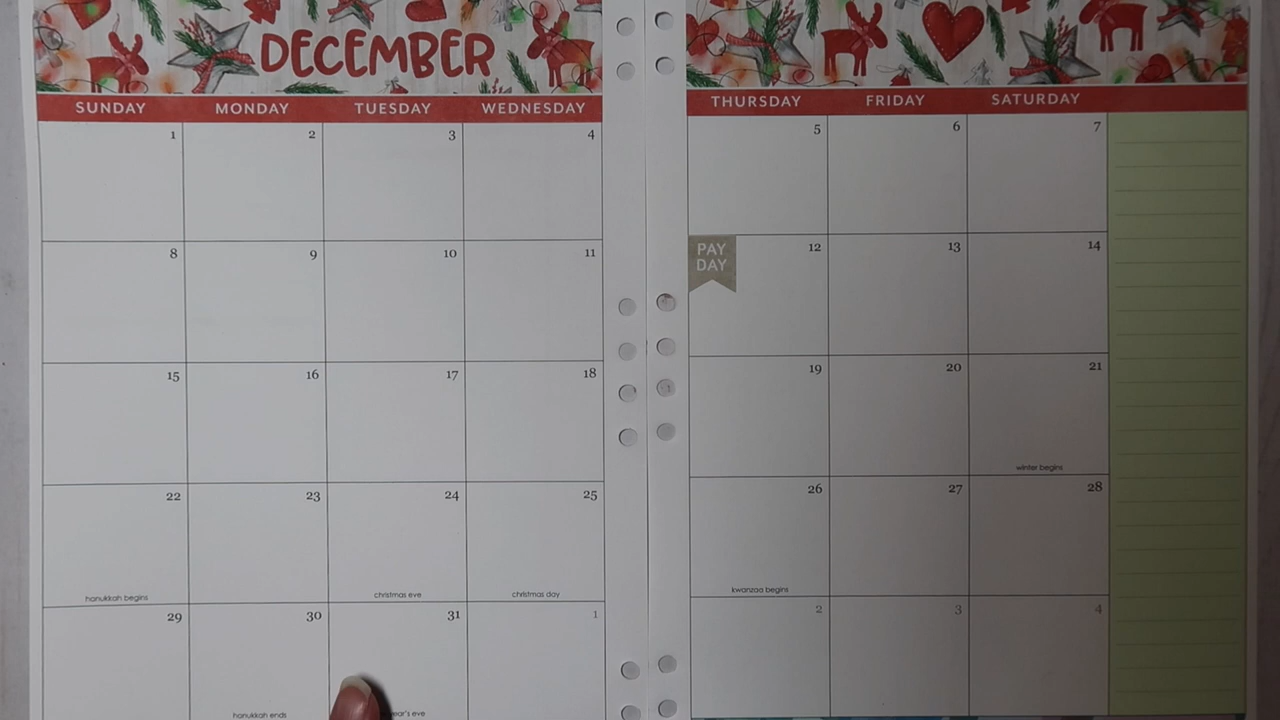 DECEMBER
SUNDAY MONDAY TUESDAY WEDNESDAY THURSDAY FRIDAY SATURDAY
1 2 3 4 5 6 7
8 9 10 11 12 13 14
PAY
DAY
15 16 17 18 19 20 21
winter begins
22 23 24 25 26 27 28
hanukkah begins christmas eve christmas day kwanzaa begins
29 30 31 1 2 3 4
hanukkah ends year's eve